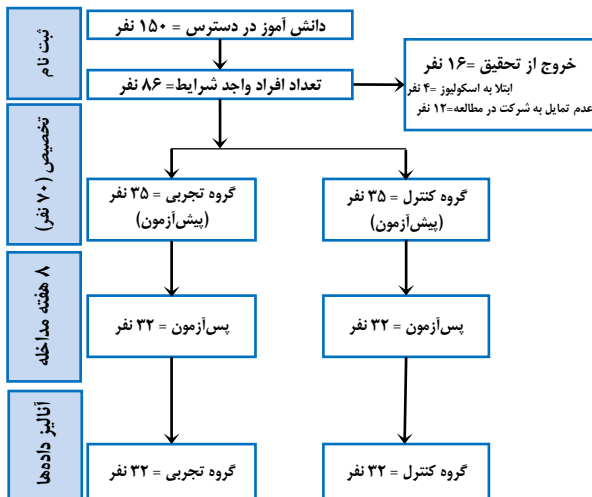 ثبت نام
دانش آموز در دسترس = ۱۵۰ نفر
تعداد افراد واجد شرایط= ۸۶ نفر
خروج از تحقیق =۱۶ نفر
ابتلا به اسکولیوز =۴ نفر
عدم تمایل به شرکت در مطالعه=۱۲ نفر
تخصیص (۷۰ نفر)
گروه کنترل = ۳۵ نفر
(پیش‌آزمون)
گروه تجربی = ۳۵ نفر
(پیش‌آزمون)
۸ هفته مداخله
پس‌آزمون = ۳۲ نفر
پس‌آزمون = ۳۲ نفر
آنالیز داده‌ها
گروه کنترل = ۳۲ نفر
گروه تجربی = ۳۲ نفر